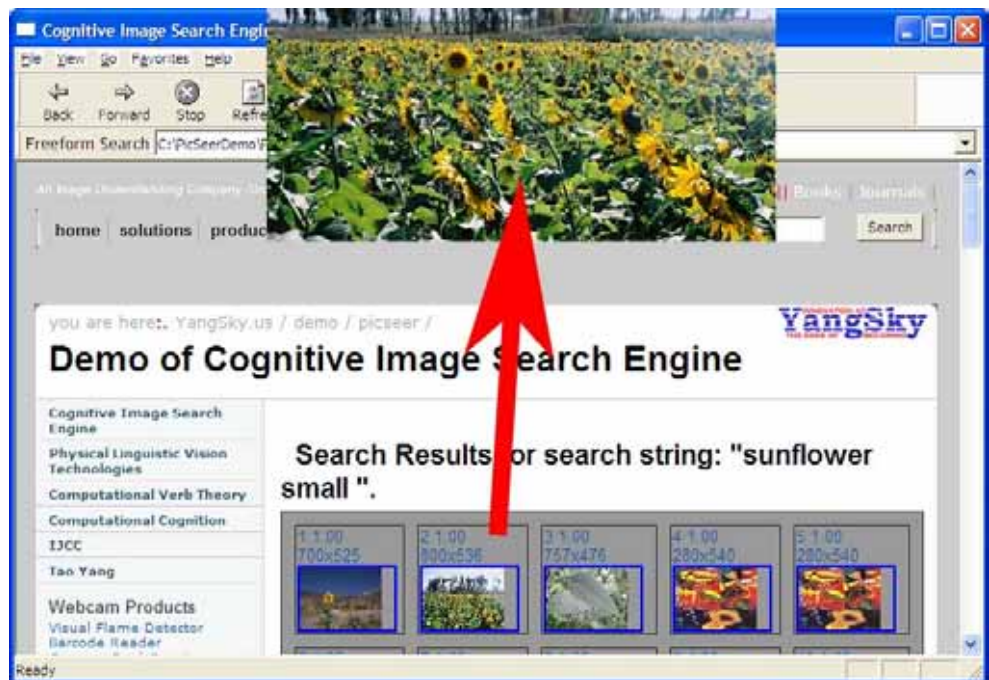 Cognitive Image Search Engi
File View Go Favorites Help
Back Forward Stop Refre
Freeform Search C:\PicSeerDemo\
Books | Journals
home solutions produc
Search
you are here:. YangSky.us / demo / picseer /
YangSky
Demo of Cognitive Image Search Engine
Cognitive Image Search
Engine
Physical Linguistic Vision
Technologies
Computational Verb Theory
Computational Cognition
IJCC
Tao Yang
Webcam Products
Visual Flame Detector
Barcode Reader
Search Results for search string: "sunflower
small ".
1 1.00
700x525
2 1.00
800x536
3 1.00
757x476
4 1.00
280x540
5 1.00
280x540
Ready